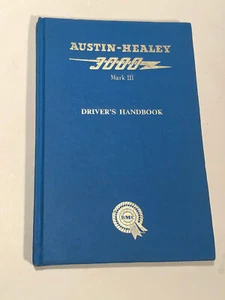 AUSTIN-HEALEY
3000
Mark III
DRIVER'S HANDBOOK
BMC